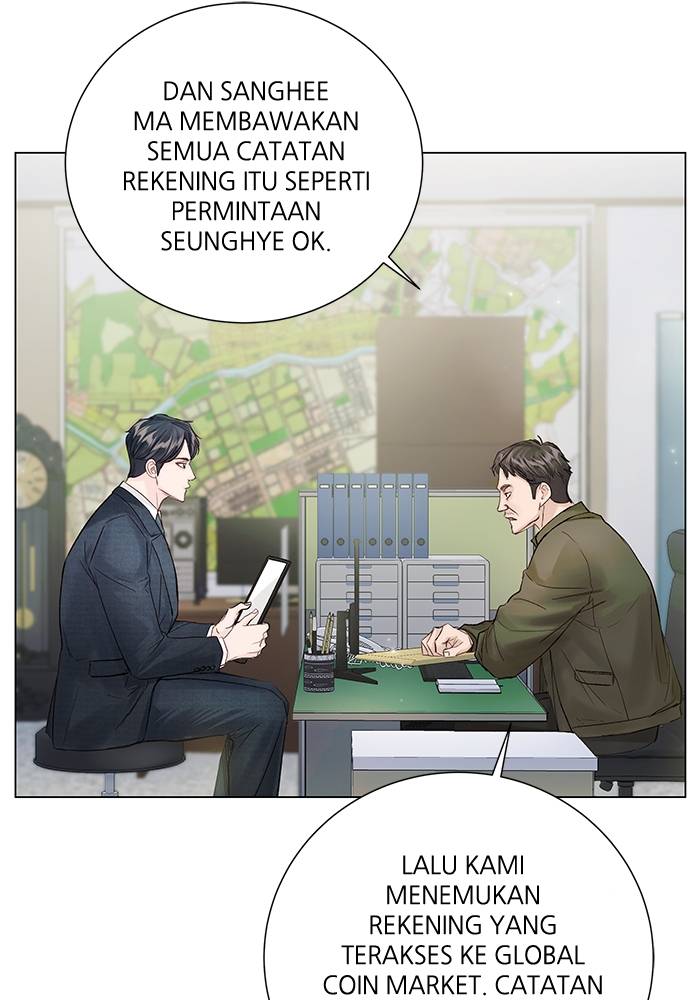 DAN SANGHEE
MA MEMBAWAKAN
SEMUA CATATAN
REKENING ITU SEPERTI
PERMINTAAN
SEUNGHYE OK.
LALU KAMI
MENEMUKAN
REKENING YANG
TERAKSES KE GLOBAL
COIN MARKET. CATATAN